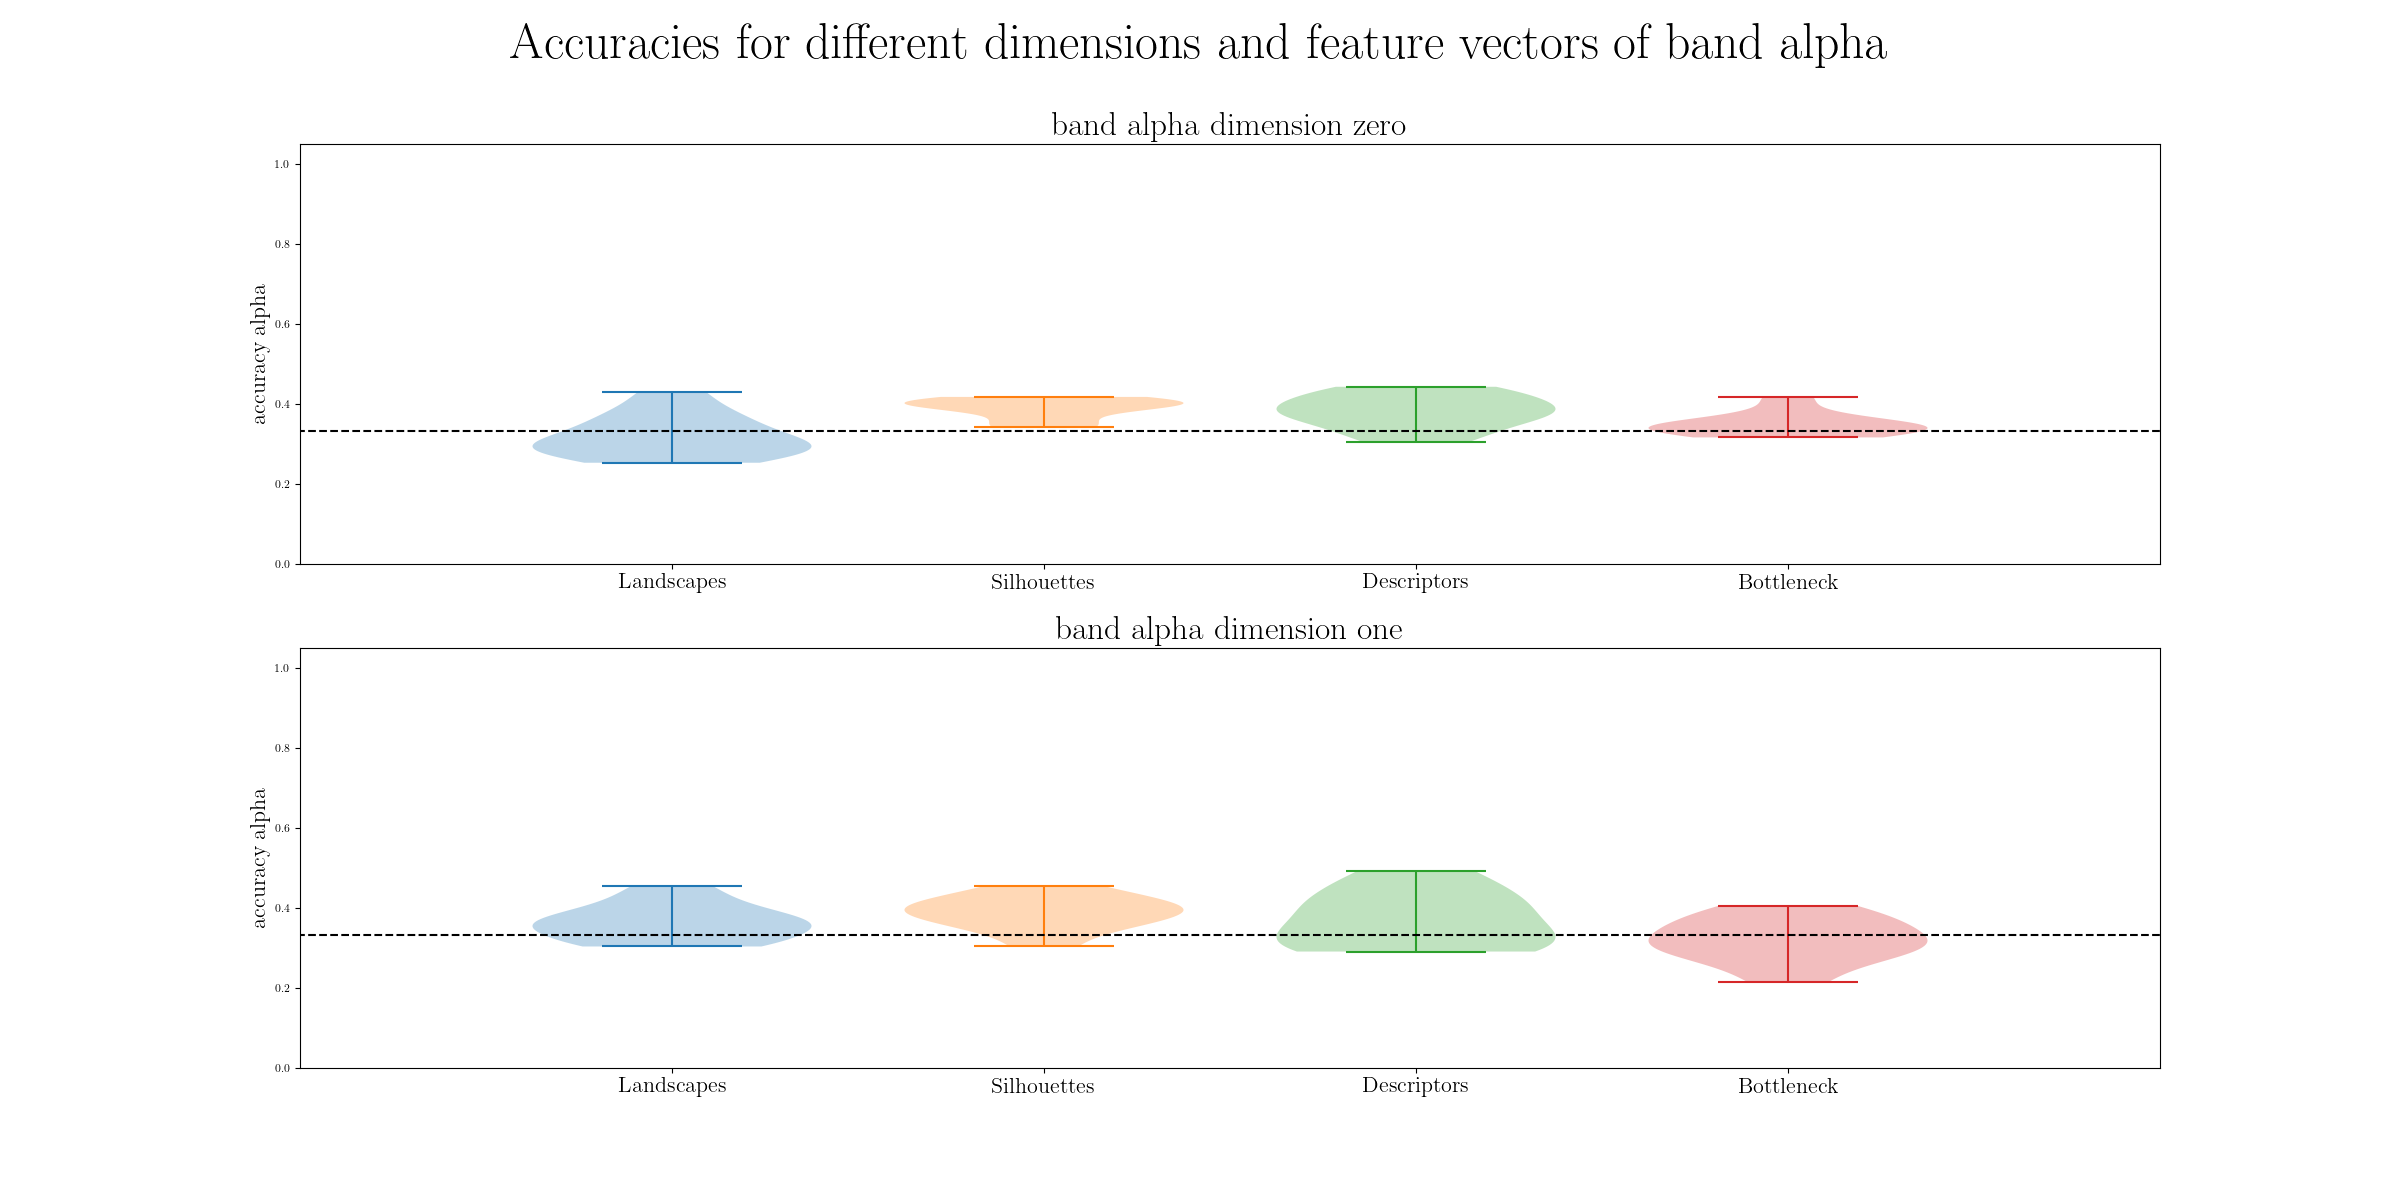 Accuracies for different dimensions and feature vectors of band alpha
band alpha dimension zero
1.0
0.8
0.6
0.4
0.2
0.0
accuracy alpha
Landscapes Silhouettes Descriptors Bottleneck
band alpha dimension one
1.0
0.8
0.6
0.4
0.2
0.0
accuracy alpha
Landscapes Silhouettes Descriptors Bottleneck